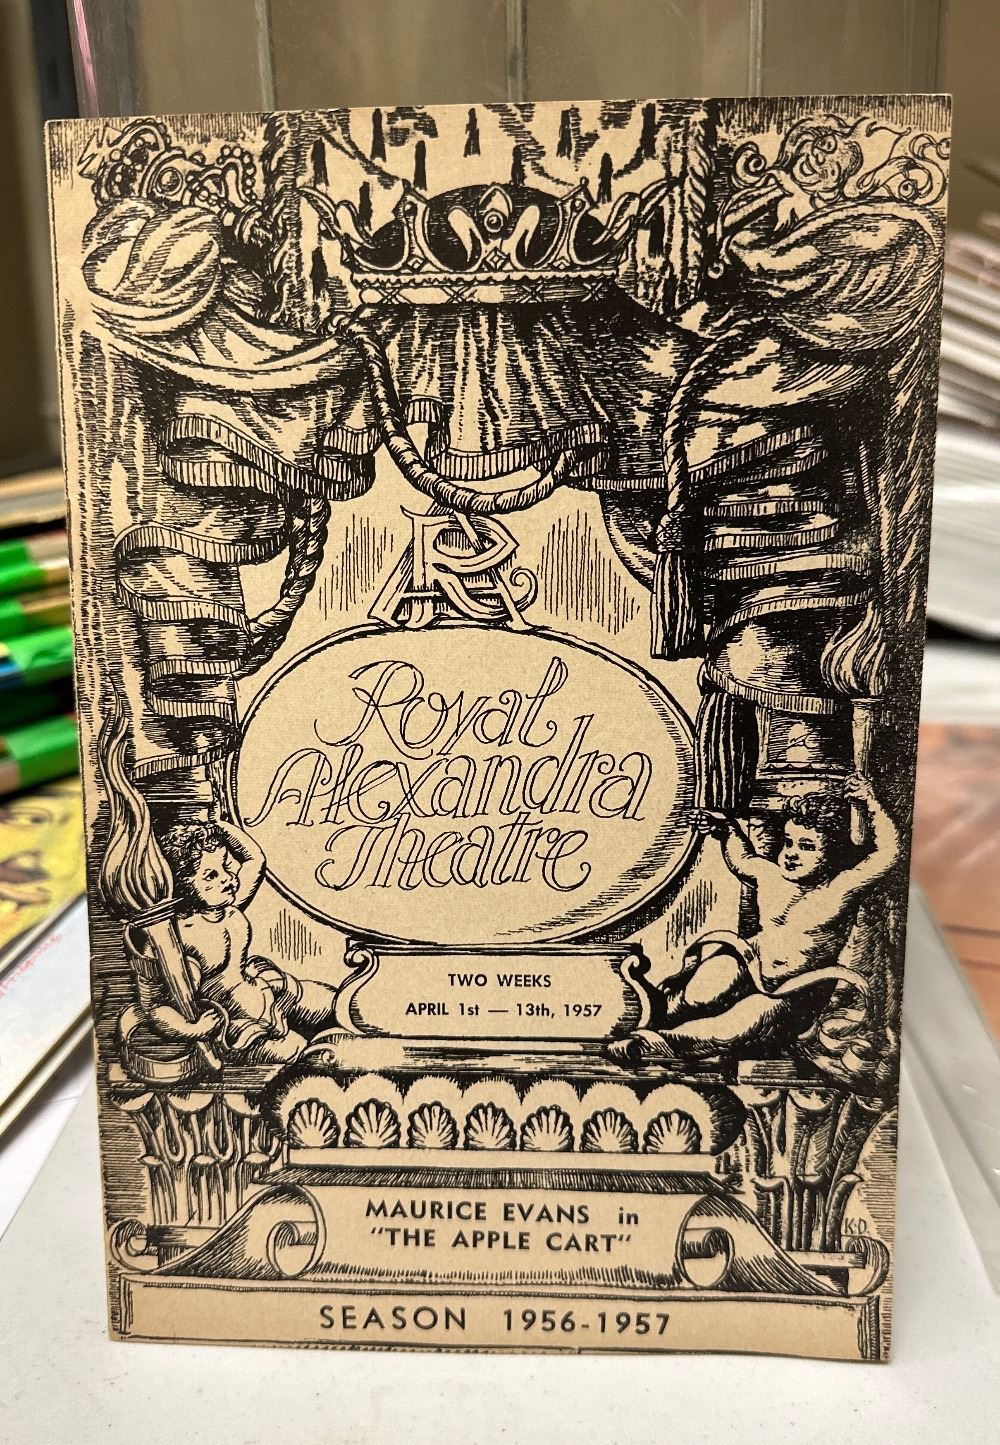 RA
Royal
Alexandra
Theatre
TWO WEEKS
APRIL 1st — 13th, 1957
MAURICE EVANS in
"THE APPLE CART"
K·D.
SEASON 1956-1957